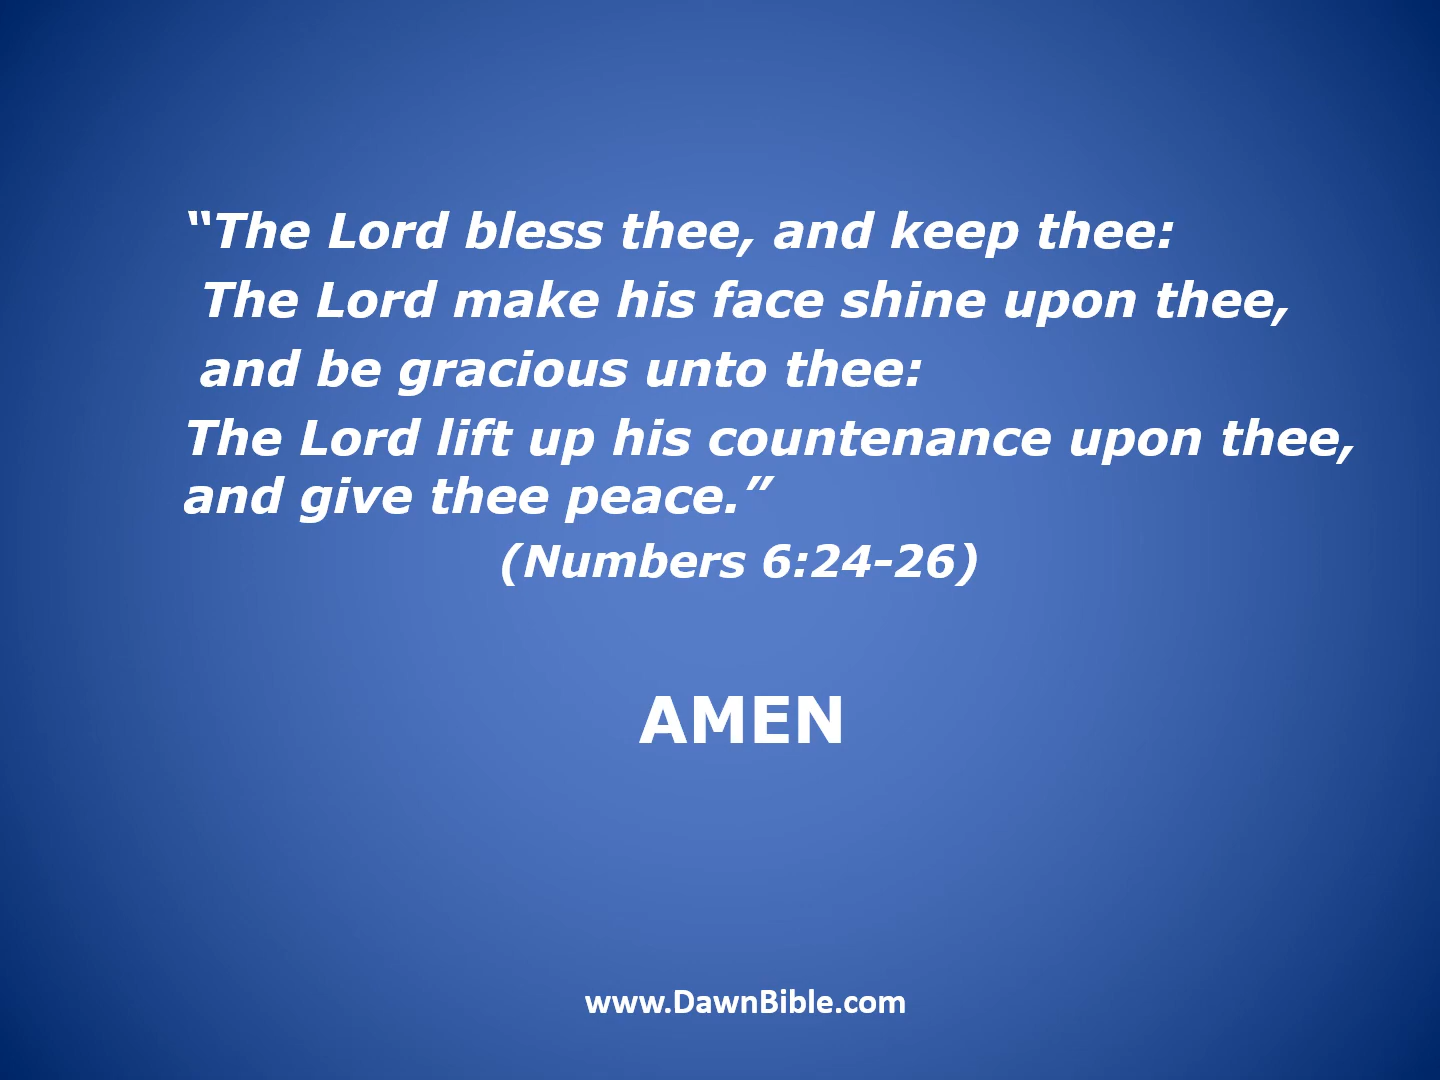 “The Lord bless thee, and keep thee:
The Lord make his face shine upon thee,
and be gracious unto thee:
The Lord lift up his countenance upon thee,
and give thee peace.”
(Numbers 6:24-26)
AMEN
www.DawnBible.com